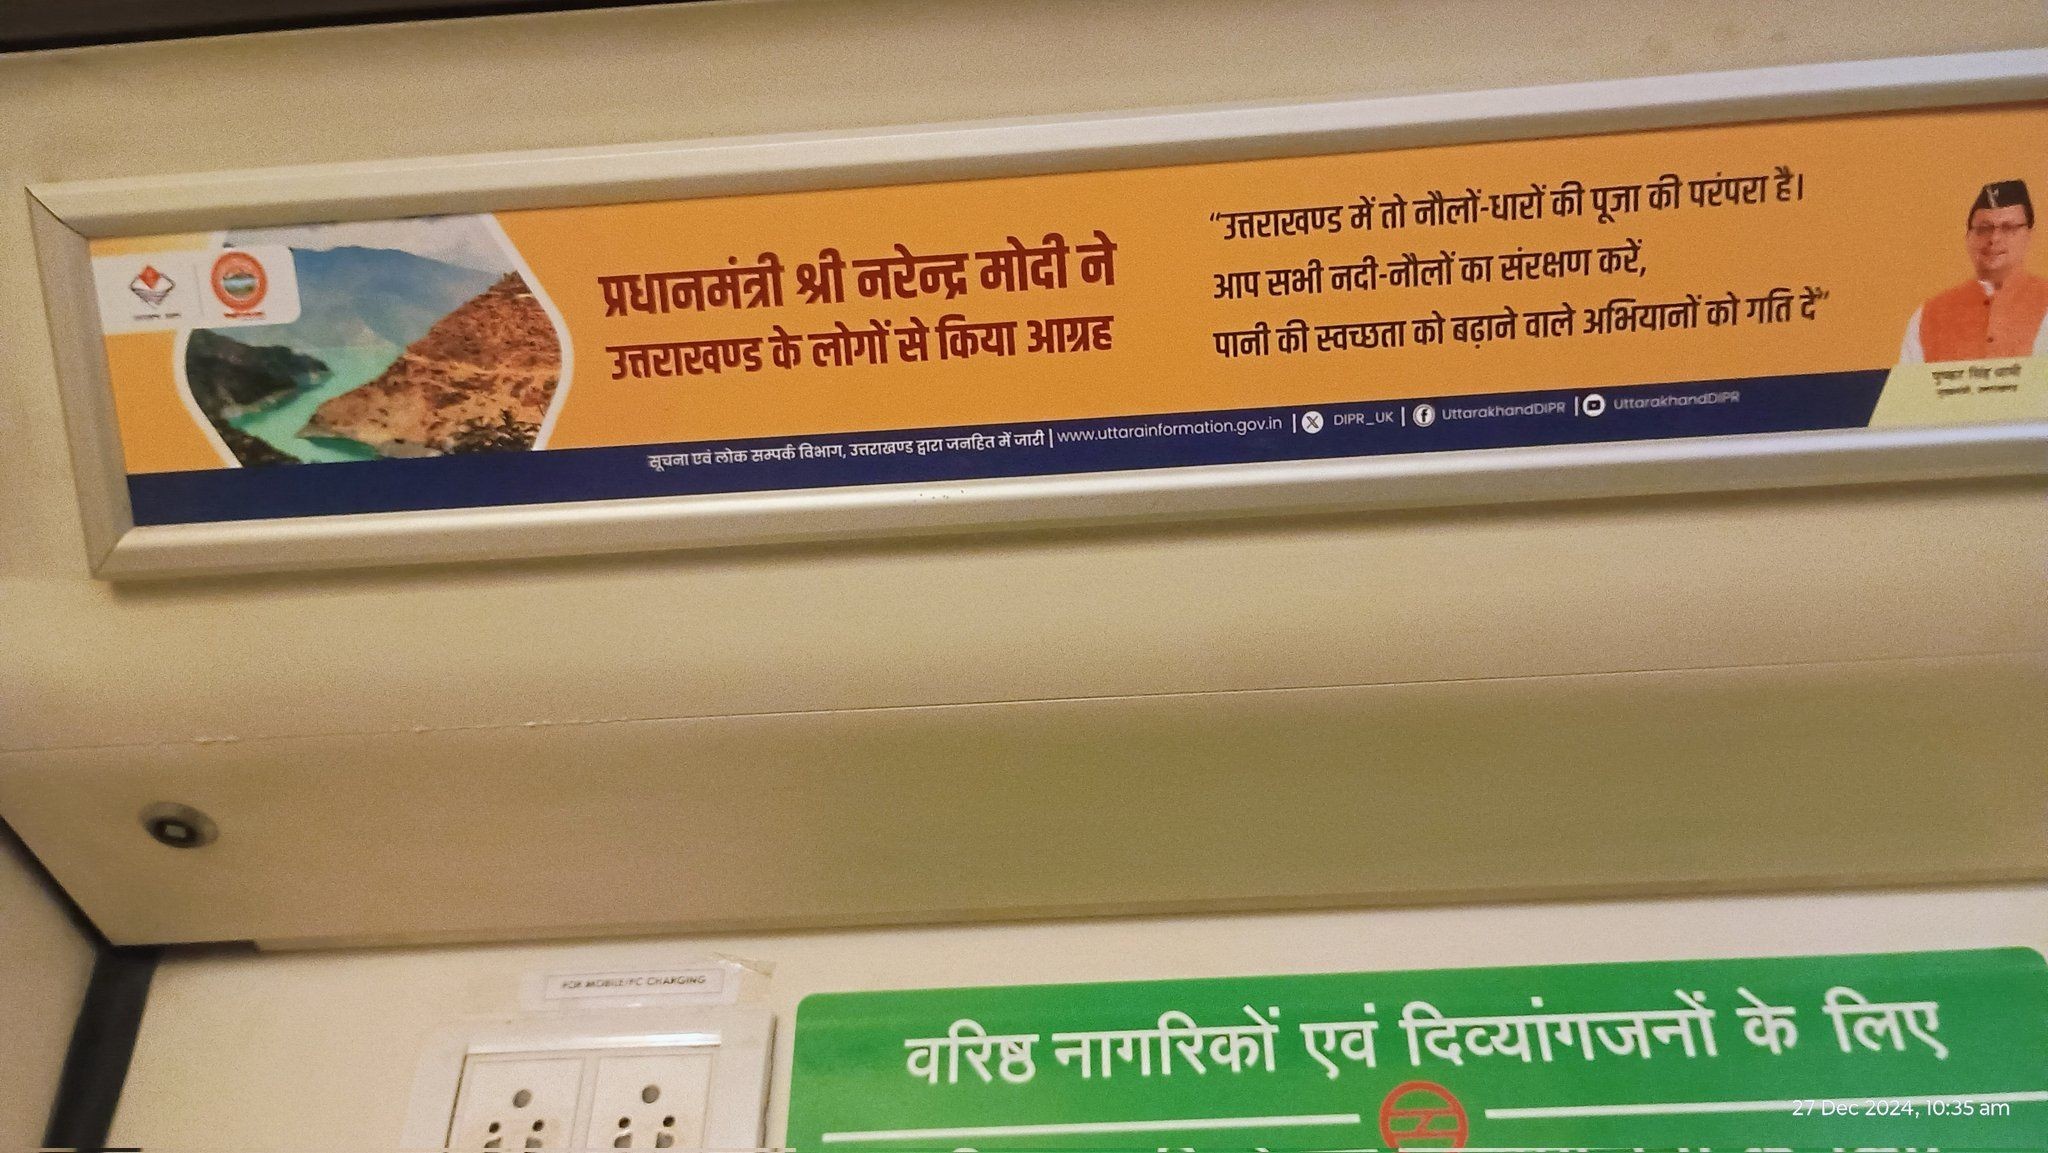 प्रधानमंत्री श्री नरेन्द्र मोदी ने
उत्तराखण्ड के लोगों से किया आग्रह
“उत्तराखण्ड में तो नौलों-धारों की पूजा की परंपरा है।
आप सभी नदी-नौलों का संरक्षण करें,
पानी की स्वच्छता को बढ़ाने वाले अभियानों को गति दें”
पुष्कर सिंह धामी
सूचना एवं लोक सम्पर्क विभाग, उत्तराखण्ड द्वारा जनहित में जारी | www.uttarainformation.gov.in | DIPR_UK | UttarakhandDIPR | UttarakhandDIPR
FOR MOBILE/PC CHARGING
वरिष्ठ नागरिकों एवं दिव्यांगजनों के लिए
27 Dec 2024, 10:35 am